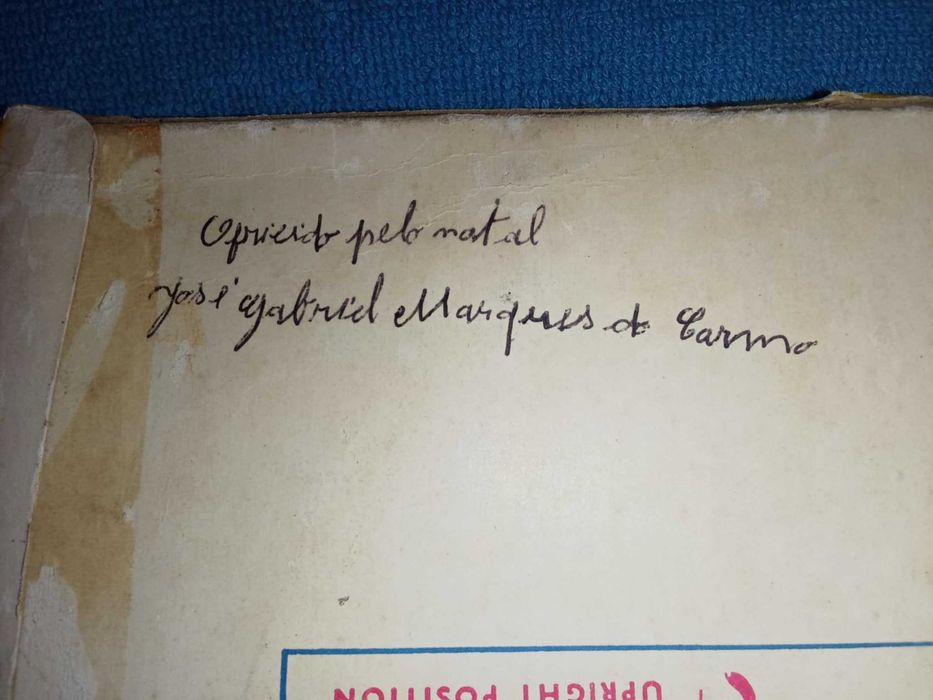 Oferecido pelo natal
José Gabriel Marques do Carmo
UPRIGHT POSITION